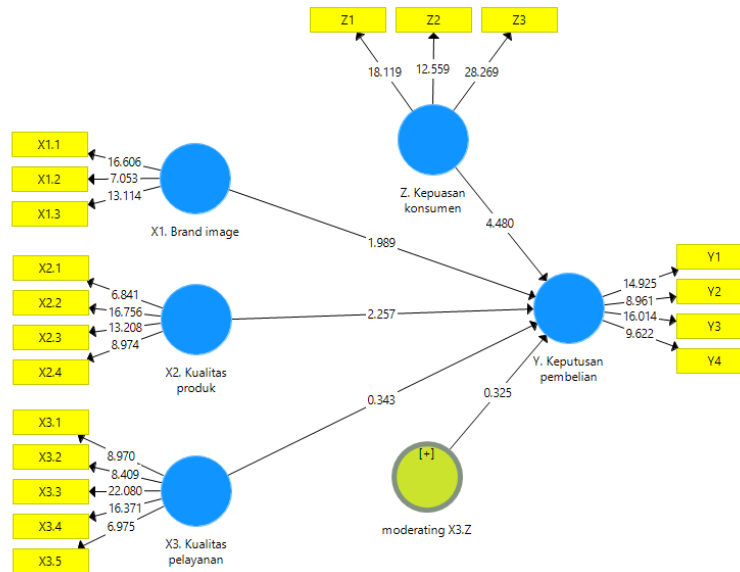 Z1
Z2
Z3
18.119
12.559
28.269
Z. Kepuasan
konsumen
4.480
X1.1
X1.2
X1.3
16.606
7.053
13.114
X1. Brand image
1.989
X2.1
X2.2
X2.3
X2.4
6.841
16.756
13.208
8.974
X2. Kualitas
produk
2.257
Y1
Y2
Y3
Y4
14.925
8.961
16.014
9.622
Y. Keputusan
pembelian
X3.1
X3.2
X3.3
X3.4
X3.5
8.970
8.409
22.080
16.371
6.975
X3. Kualitas
pelayanan
0.343
0.325
[+]
moderating X3.Z